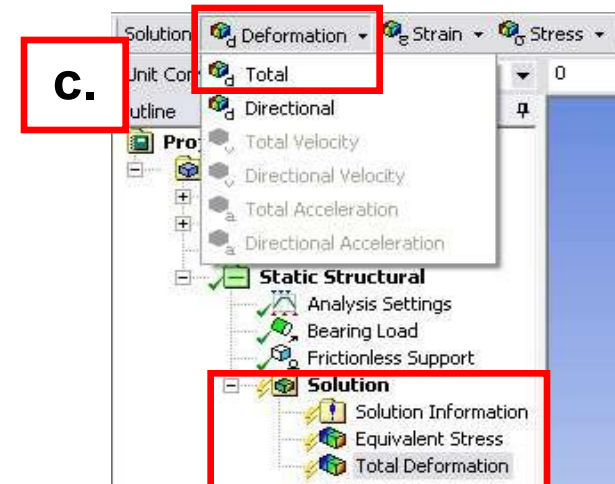 c.
Solution Deformation Strain Stress
Unit Con 0
Total
utline
Directional
Pro
Total Velocity
Directional Velocity
Total Acceleration
Directional Acceleration
Static Structural
Analysis Settings
Bearing Load
Frictionless Support
Solution
Solution Information
Equivalent Stress
Total Deformation